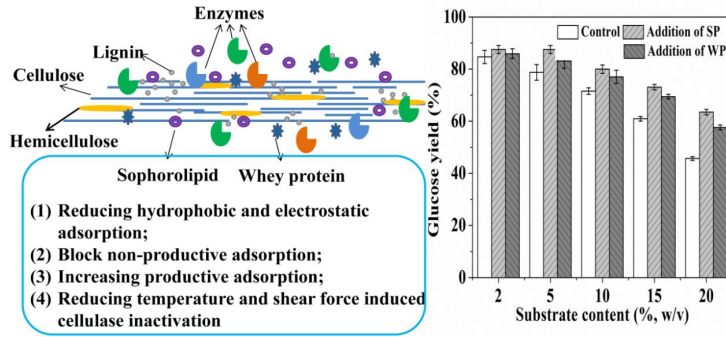 Enzymes
Lignin
Cellulose
Hemicellulose
Sophorolipid
Whey protein
(1) Reducing hydrophobic and electrostatic
adsorption;
(2) Block non-productive adsorption;
(3) Increasing productive adsorption;
(4) Reducing temperature and shear force induced
cellulase inactivation
Glucose yield (%)
100
80
60
40
20
0
Control
Addition of SP
Addition of WP
2 5 10 15 20
Substrate content (%, w/v)